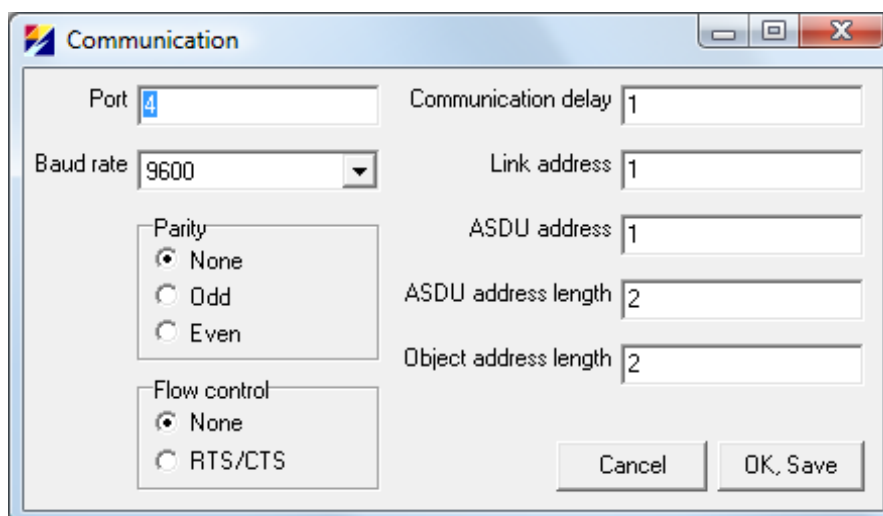 Communication
Port 4
Baud rate 9600
Parity
None
Odd
Even
Flow control
None
RTS/CTS
Communication delay 1
Link address 1
ASDU address 1
ASDU address length 2
Object address length 2
Cancel OK, Save